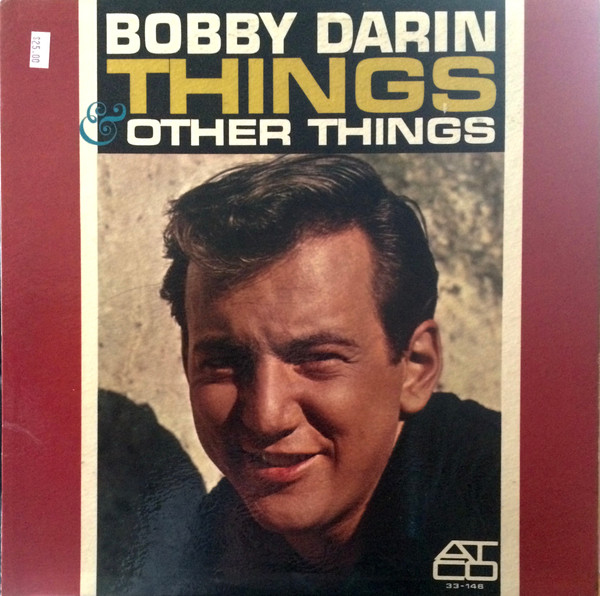 $25.00
BOBBY DARIN
THINGS
& OTHER THINGS
ATCO
33-146